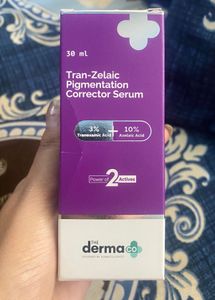 30 ml
Tran-Zelaic
Pigmentation
Corrector Serum
3% + 10%
Tranexamic Acid Azelaic Acid
Power of 2 Actives
THE
derma co